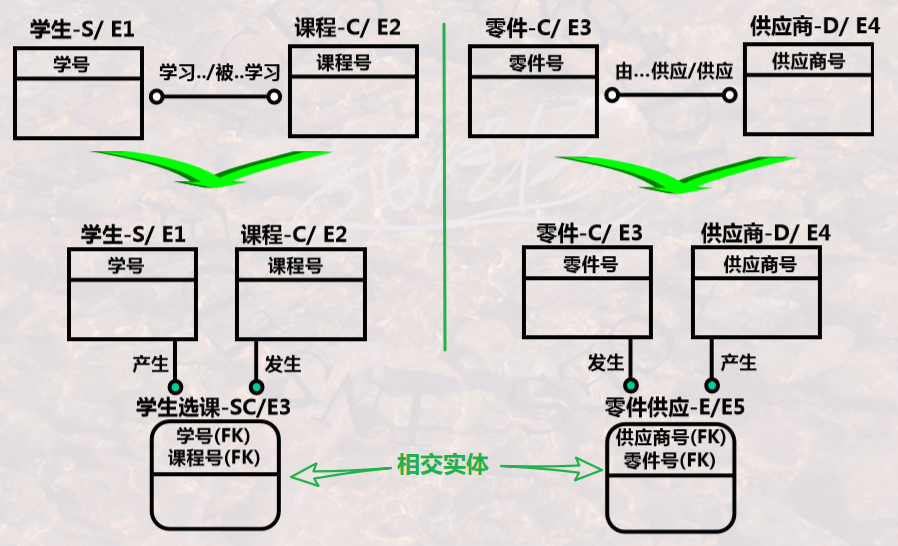 学生-S/ E1
课程-C/ E2
学号
学习../被..学习
课程号
零件-C/ E3
供应商-D/ E4
零件号
由...供应/供应
供应商号
学生-S/ E1
课程-C/ E2
学号
课程号
产生
发生
学生选课-SC/E3
学号(FK)
课程号(FK)
零件-C/ E3
供应商-D/ E4
零件号
供应商号
发生
产生
零件供应-E/E5
供应商号(FK)
零件号(FK)
相交实体